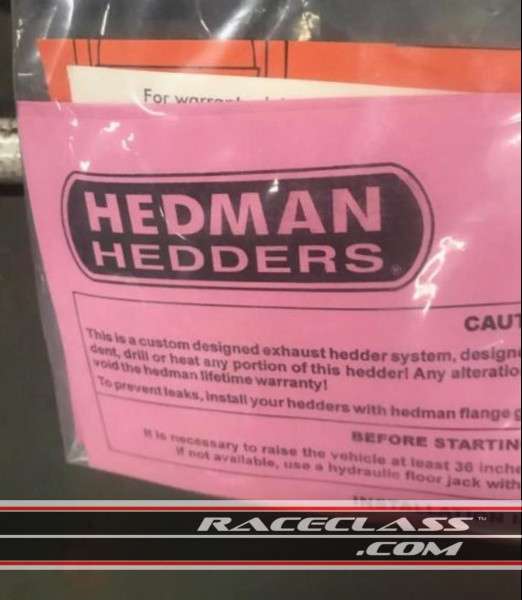 For warran
HEDMAN
HEDDERS®
CAUT
This is a custom designed exhaust hedder system, designe
dent, drill or heat any portion of this hedder! Any alteratio
void the hedman lifetime warranty!
To prevent leaks, install your hedders with hedman flange g
BEFORE STARTIN
It is necessary to raise the vehicle at least 36 inche
if not available, use a hydraulic floor jack with
RACECLASS™
.COM